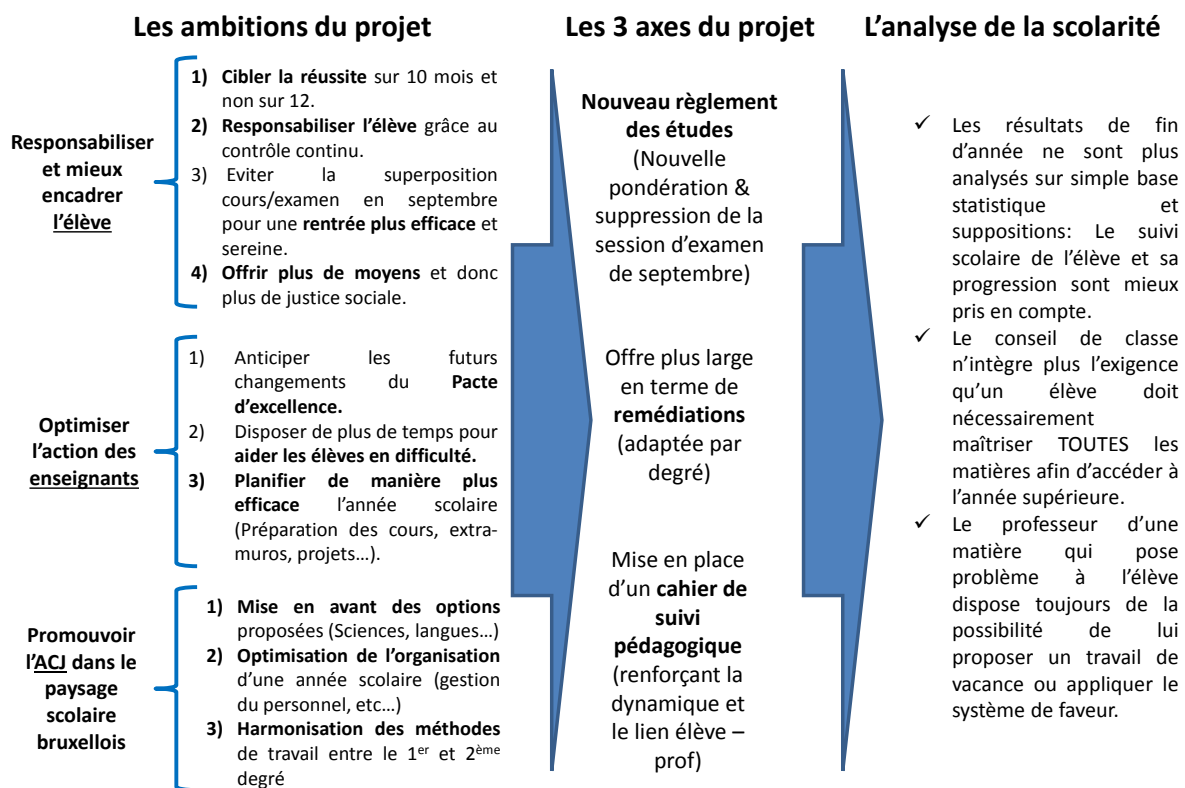 Les ambitions du projet
Responsabiliser
et mieux
encadrer
l'élève
1) Cibler la réussite sur 10 mois et
non sur 12.
2) Responsabiliser l'élève grâce au
contrôle continu.
3) Eviter la superposition
cours/examen en septembre
pour une rentrée plus efficace et
sereine.
4) Offrir plus de moyens et donc
plus de justice sociale.
Optimiser
l'action des
enseignants
1) Anticiper les futurs
changements du Pacte
d'excellence.
2) Disposer de plus de temps pour
aider les élèves en difficulté.
3) Planifier de manière plus
efficace l'année scolaire
(Préparation des cours, extra-
muros, projets…).
Promouvoir
l'ACJ dans le
paysage
scolaire
bruxellois
1) Mise en avant des options
proposées (Sciences, langues…)
2) Optimisation de l'organisation
d'une année scolaire (gestion
du personnel, etc…)
3) Harmonisation des méthodes
de travail entre le 1er et 2ème
degré
Les 3 axes du projet
Nouveau règlement
des études
(Nouvelle
pondération &
suppression de la
session d'examen
de septembre)
Offre plus large
en terme de
remédiations
(adaptée par
degré)
Mise en place
d'un cahier de
suivi
pédagogique
(renforçant la
dynamique et
le lien élève –
prof)
L'analyse de la scolarité
✓ Les résultats de fin
d'année ne sont plus
analysés sur simple base
statistique et
suppositions: Le suivi
scolaire de l'élève et sa
progression sont mieux
pris en compte.
✓ Le conseil de classe
n'intègre plus l'exigence
qu'un élève doit
nécessairement
maîtriser TOUTES les
matières afin d'accéder à
l'année supérieure.
✓ Le professeur d'une
matière qui pose
problème à l'élève
dispose toujours de la
possibilité de lui
proposer un travail de
vacance ou appliquer le
système de faveur.